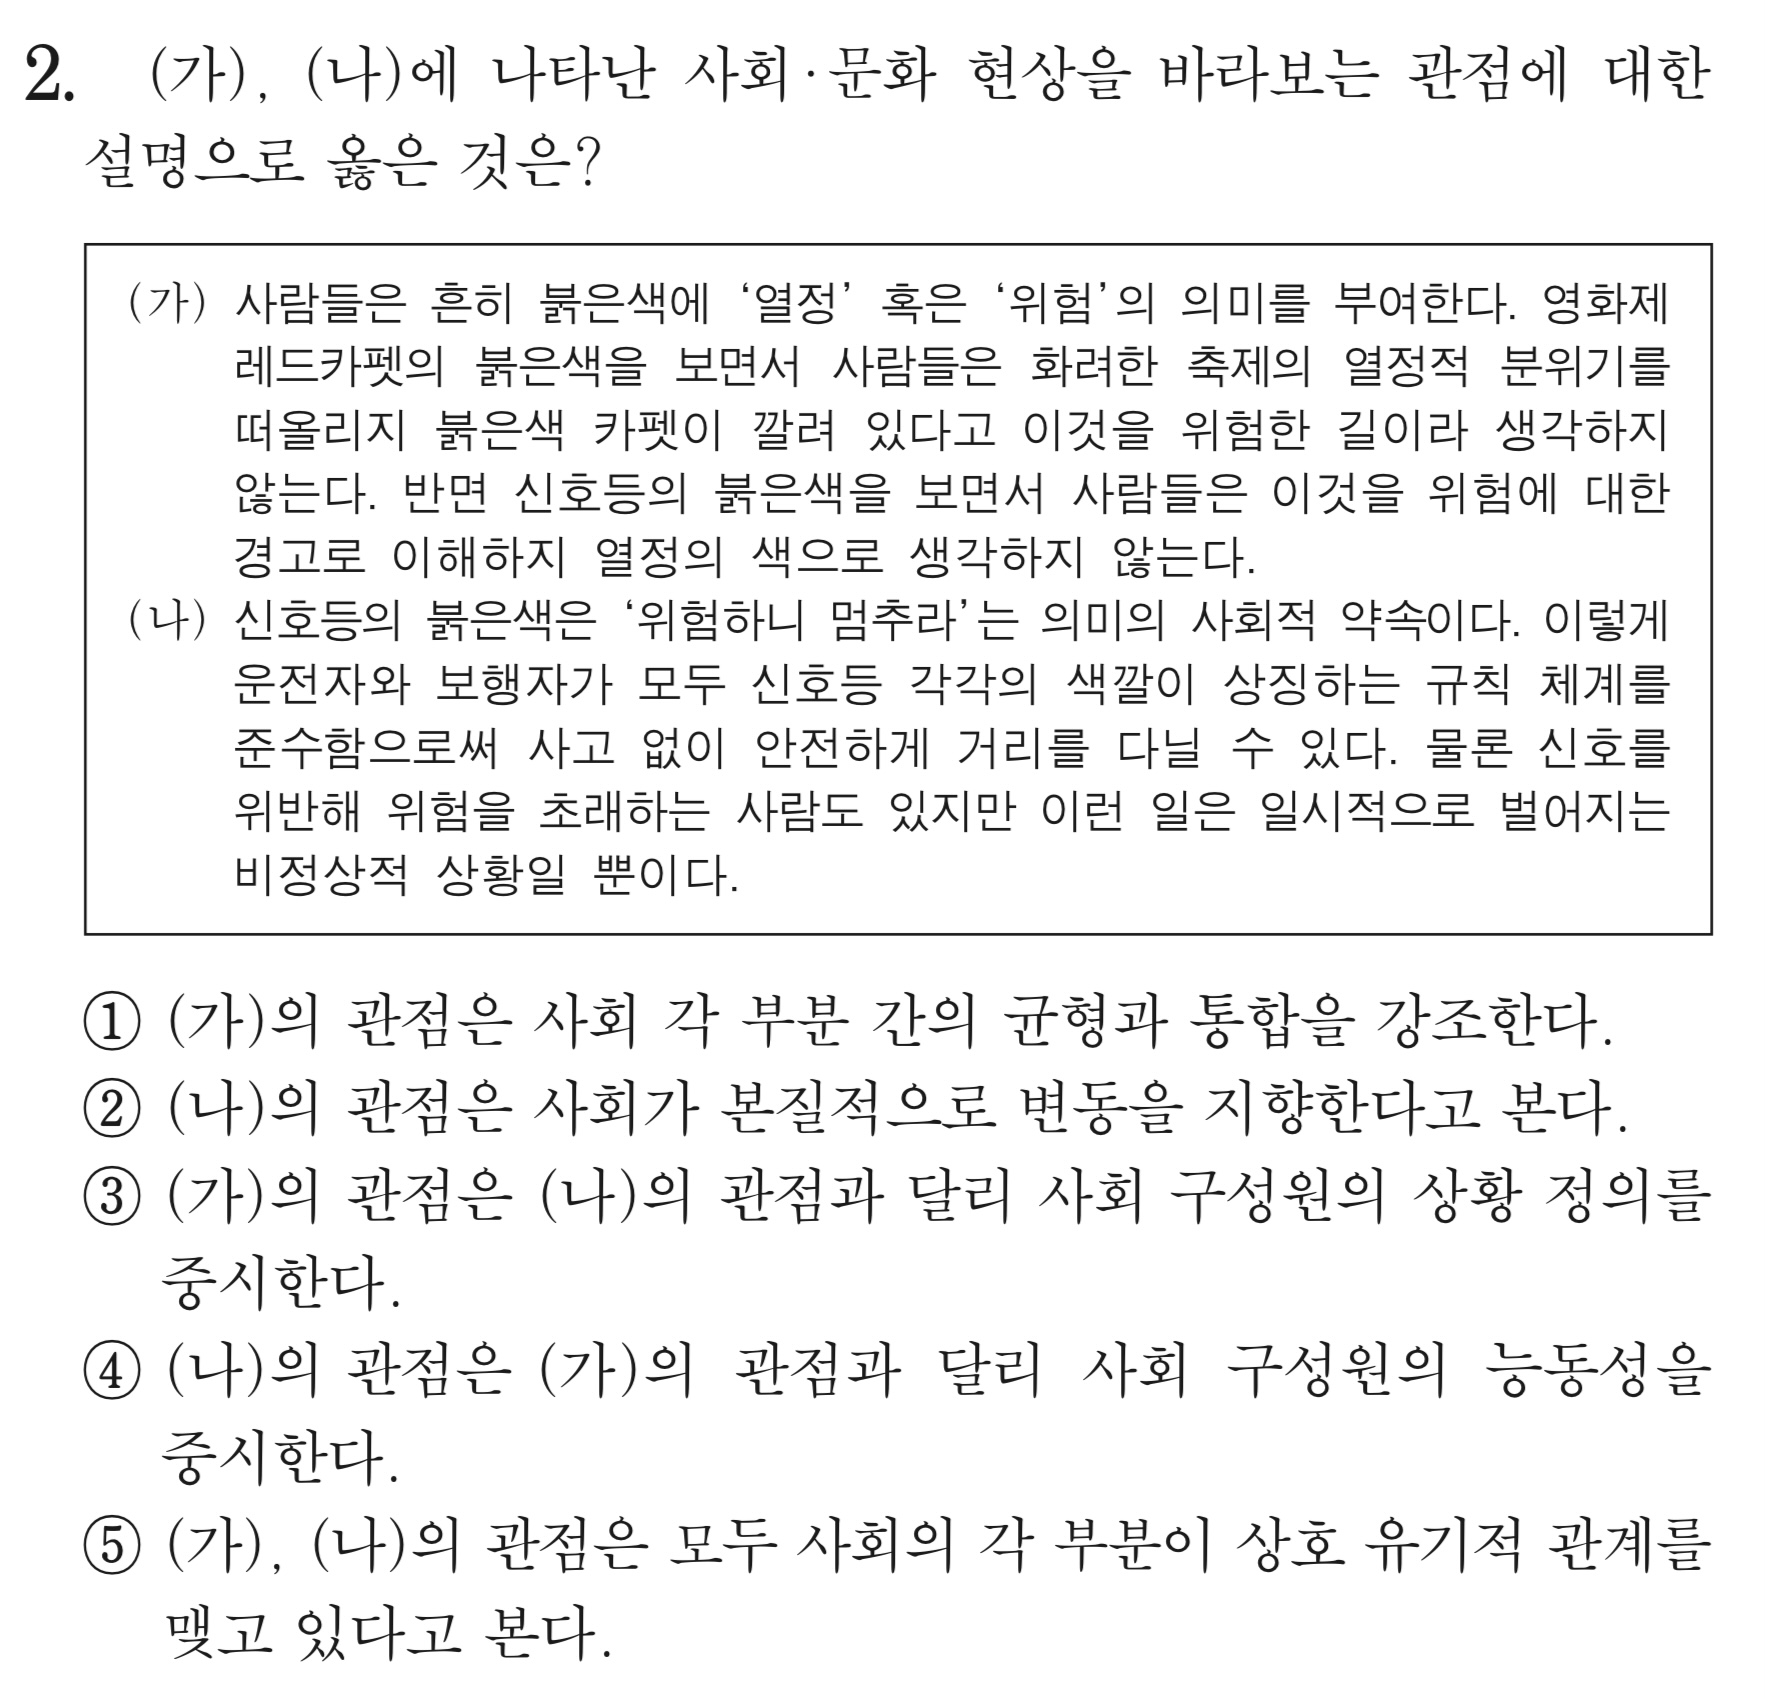 2. (가), (나)에 나타난 사회·문화 현상을 바라보는 관점에 대한
설명으로 옳은 것은?
(가) 사람들은 흔히 붉은색에 ‘열정’ 혹은 ‘위험’의 의미를 부여한다. 영화제
레드카펫의 붉은색을 보면서 사람들은 화려한 축제의 열정적 분위기를
떠올리지 붉은색 카펫이 깔려 있다고 이것을 위험한 길이라 생각하지
않는다. 반면 신호등의 붉은색을 보면서 사람들은 이것을 위험에 대한
경고로 이해하지 열정의 색으로 생각하지 않는다.
(나) 신호등의 붉은색은 ‘위험하니 멈추라’는 의미의 사회적 약속이다. 이렇게
운전자와 보행자가 모두 신호등 각각의 색깔이 상징하는 규칙 체계를
준수함으로써 사고 없이 안전하게 거리를 다닐 수 있다. 물론 신호를
위반해 위험을 초래하는 사람도 있지만 이런 일은 일시적으로 벌어지는
비정상적 상황일 뿐이다.
① (가)의 관점은 사회 각 부분 간의 균형과 통합을 강조한다.
② (나)의 관점은 사회가 본질적으로 변동을 지향한다고 본다.
③ (가)의 관점은 (나)의 관점과 달리 사회 구성원의 상황 정의를
중시한다.
④ (나)의 관점은 (가)의 관점과 달리 사회 구성원의 능동성을
중시한다.
⑤ (가), (나)의 관점은 모두 사회의 각 부분이 상호 유기적 관계를
맺고 있다고 본다.